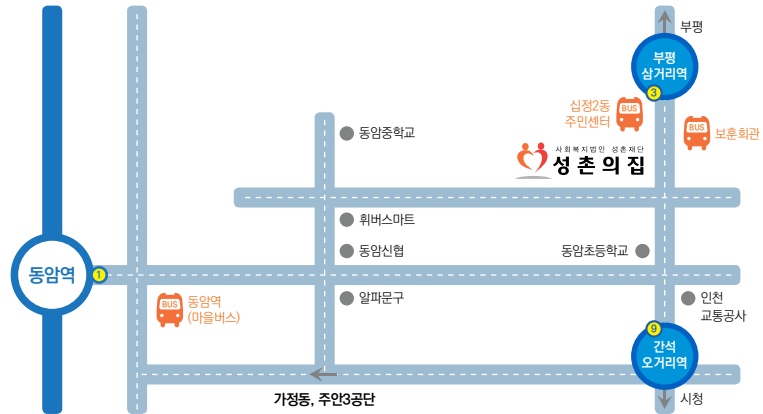 부평
부평
삼거리역
3
십정2동
주민센터
BUS
BUS
보훈회관
동암중학교
사회복지법인 성촌재단
성촌의집
휘버스마트
동암신협
동암초등학교
동암역
1
BUS
동암역
(마을버스)
알파문구
인천
교통공사
9
간석
오거리역
가정동, 주안3공단
시청